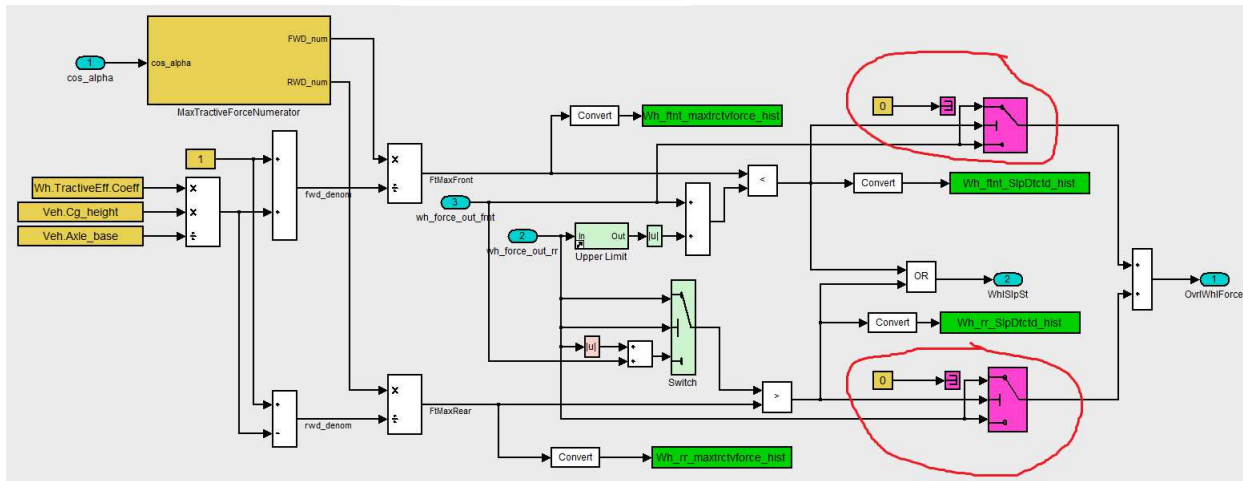 FWD_num
1
cos_alpha
cos_alpha
RWD_num
MaxTractiveForceNumerator
0
Convert
Wh_ftnt_maxtrctvforce_hist
1
Wh.TractiveEff.Coeff
Veh.Cg_height
Veh.Axle_base
fwd_denom
FtMaxFront
<
Convert
Wh_ftnt_SlpDtctd_hist
3
wh_force_out_frnt
2
wh_force_out_rr
In
Out
Upper Limit
|u|
OR
2
WhlSlpSt
1
OvrlWhlForce
Convert
Wh_rr_SlpDtctd_hist
|u|
Switch
0
>
FtMaxRear
rwd_denom
Convert
Wh_rr_maxtrctvforce_hist